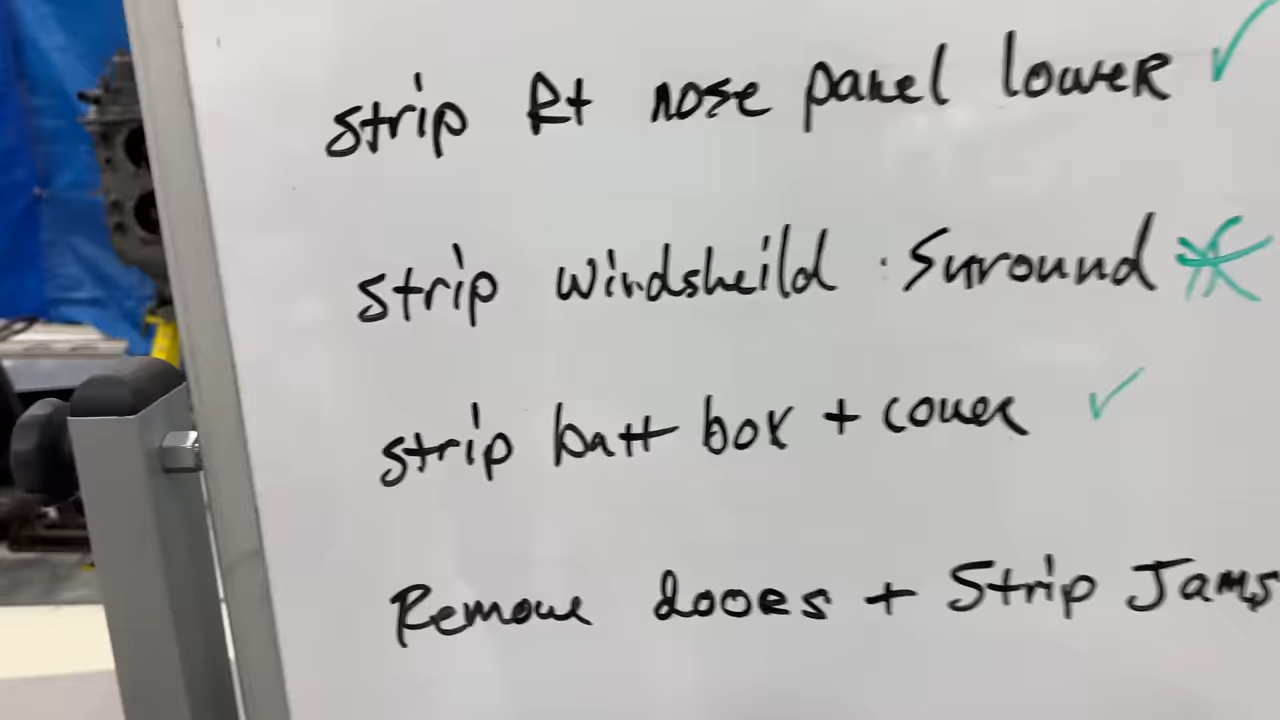 strip Rt nose panel lower ✓
strip windsheild surround *
strip batt box + cover ✓
Remove doors + Strip Jams